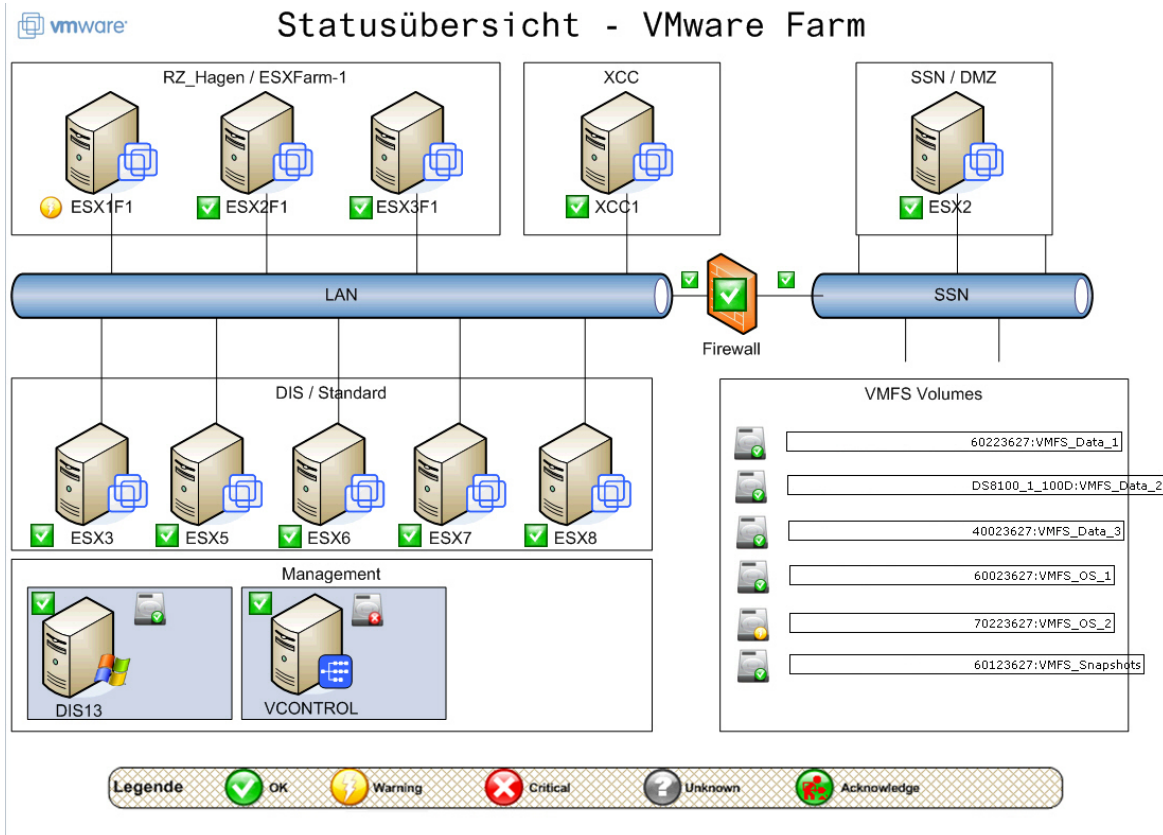 vmware
Statusübersicht - VMware Farm
RZ_Hagen / ESXFarm-1
XCC
SSN / DMZ
ESX1F1
ESX2F1
ESX3F1
XCC1
ESX2
LAN
SSN
Firewall
DIS / Standard
VMFS Volumes
60223627:VMFS_Data_1
DS8100_1_100D:VMFS_Data_2
40023627:VMFS_Data_3
60023627:VMFS_OS_1
70223627:VMFS_OS_2
60123627:VMFS_Snapshots
ESX3
ESX5
ESX6
ESX7
ESX8
Management
DIS13
VCONTROL
Legende
OK
Warning
Critical
Unknown
Acknowledge